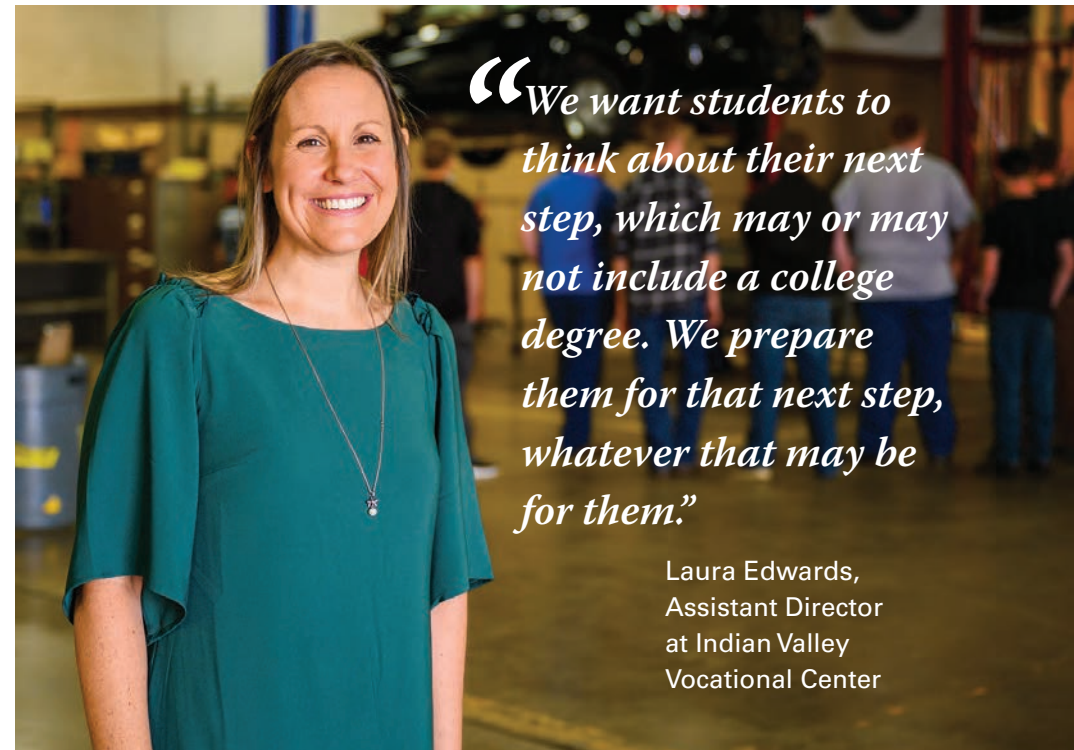 “We want students to
think about their next
step, which may or may
not include a college
degree. We prepare
them for that next step,
whatever that may be
for them.”
Laura Edwards,
Assistant Director
at Indian Valley
Vocational Center